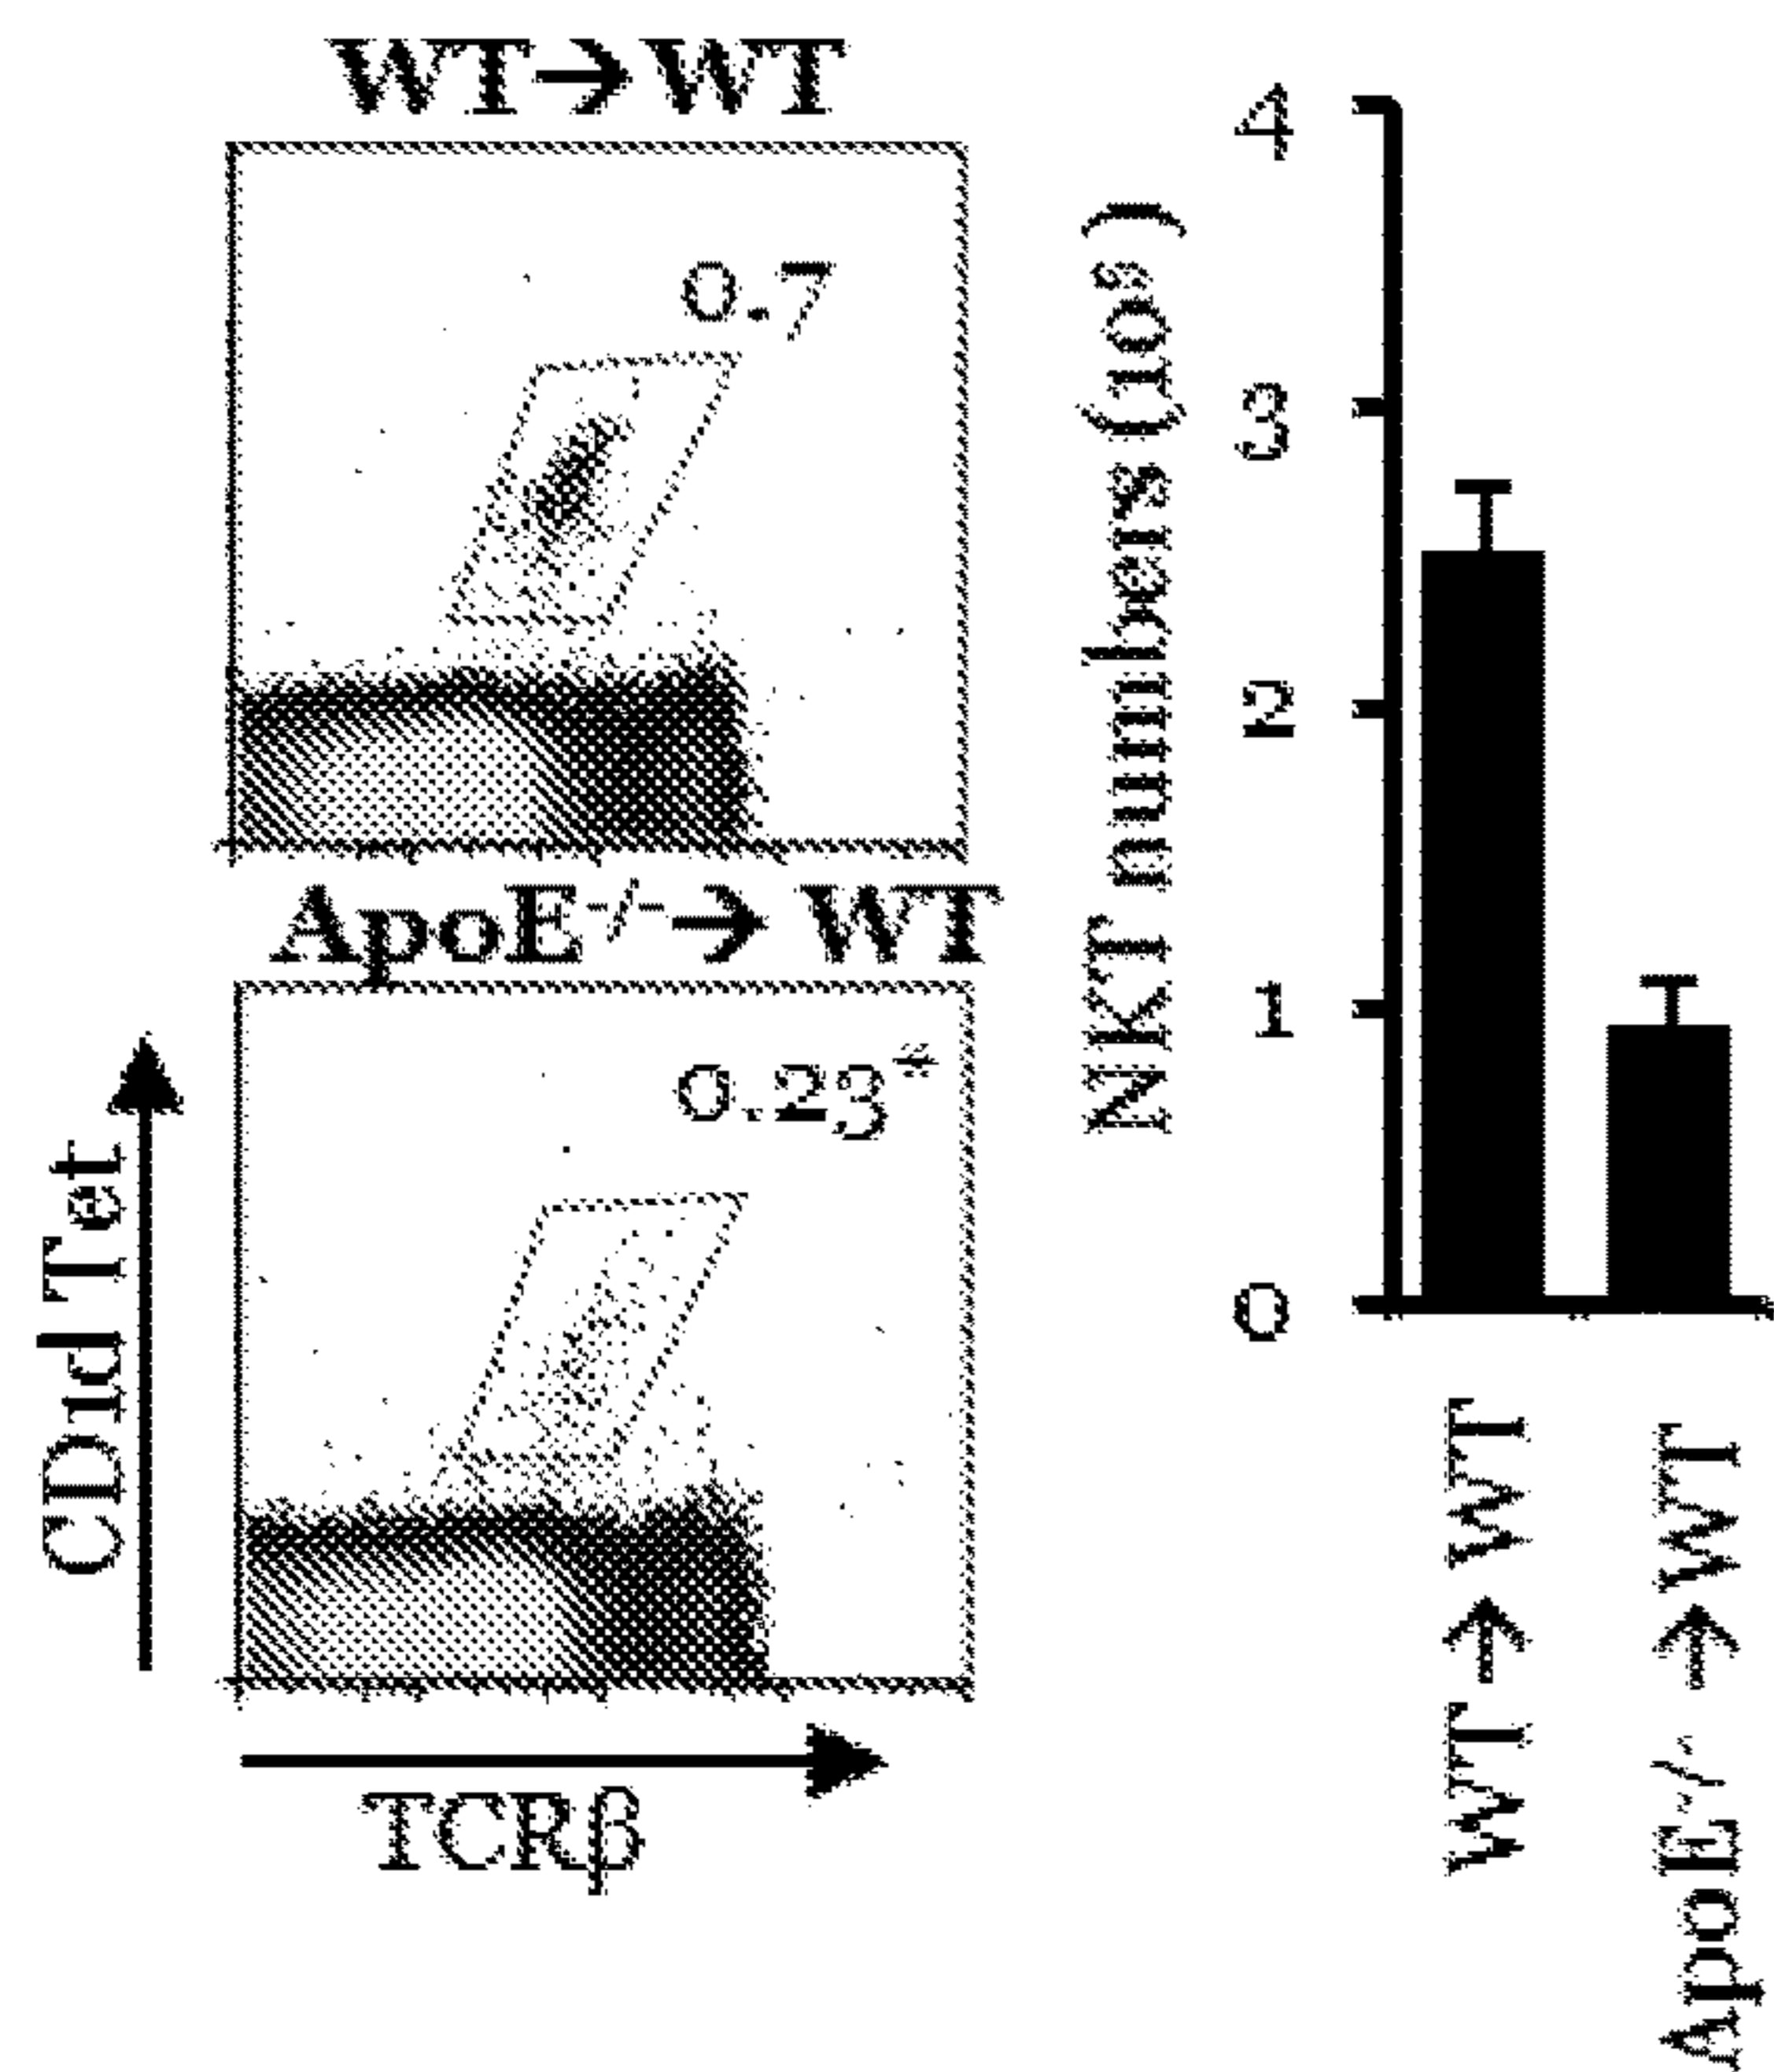 WT→WT
0.7
ApoE⁻/⁻→ WT
0.23*
CD1d Tet
TCRβ
NKT numbers (10⁵)
4
3
2
1
0
WT→WT
ApoE⁻/⁻→WT